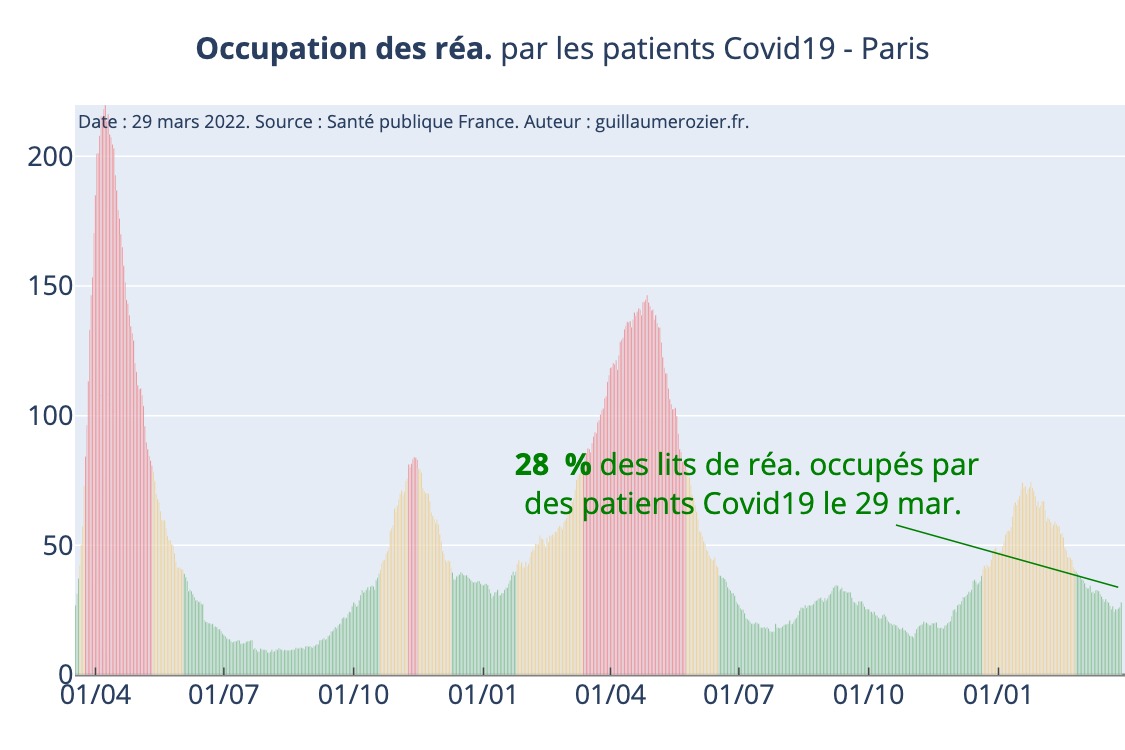 Occupation des réa. par les patients Covid19 - Paris
Date : 29 mars 2022. Source : Santé publique France. Auteur : guillaumerozier.fr.
200
150
100
28  % des lits de réa. occupés par
des patients Covid19 le 29 mar.
50
0
01/04 01/07 01/10 01/01 01/04 01/07 01/10 01/01